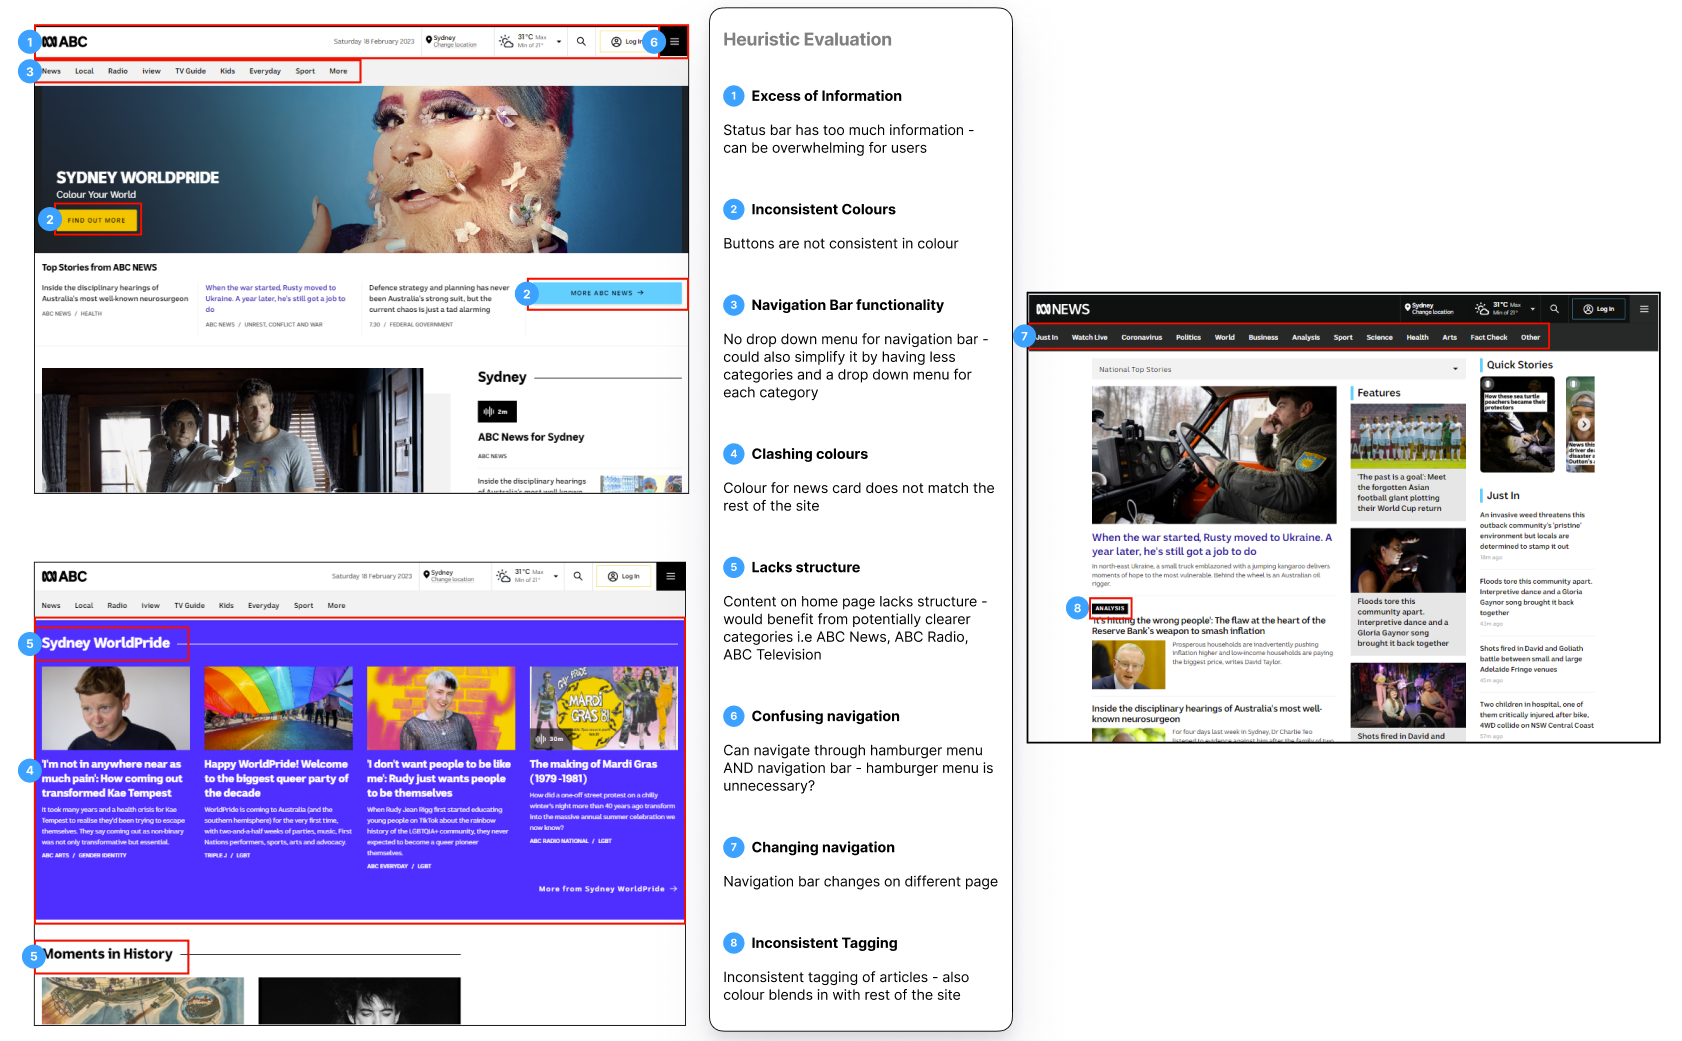 1
ABC
Saturday 18 February 2023
Sydney
Change location
31°C Max
Min of 21°
Log In
6
3
News
Local
Radio
iview
TV Guide
Kids
Everyday
Sport
More
SYDNEY WORLDPRIDE
Colour Your World
2
FIND OUT MORE
Top Stories from ABC NEWS
Inside the disciplinary hearings of
Australia's most well-known neurosurgeon
ABC NEWS / HEALTH
When the war started, Rusty moved to
Ukraine. A year later, he's still got a job to
do
ABC NEWS / UNREST, CONFLICT AND WAR
Defence strategy and planning has never
been Australia's strong suit, but the
current chaos is just a tad alarming
7.30 / FEDERAL GOVERNMENT
2
MORE ABC NEWS →
Sydney
2m
ABC News for Sydney
ABC NEWS
Inside the disciplinary hearings
of Australia's most well-known
ABC
Saturday 18 February 2023
Sydney
Change location
31°C Max
Min of 21°
Log In
News
Local
Radio
iview
TV Guide
Kids
Everyday
Sport
More
5
Sydney WorldPride
4
'I'm not in anywhere near as
much pain': How coming out
transformed Kae Tempest
It took many years and a health crisis for Kae
Tempest to realise they'd been trying to escape
themselves. They say coming out as non-binary
was not only transformative but essential.
ABC ARTS / GENDER IDENTITY
Happy WorldPride! Welcome
to the biggest queer party of
the decade
WorldPride is coming to Australia (and the
southern hemisphere) for the very first time,
with two-and-a-half weeks of parties, music, First
Nations performers, sports, arts and advocacy.
TRIPLE J / LGBT
'I don't want people to be like
me': Rudy just wants people
to be themselves
When Rudy Jean Rigg first started educating
young people on TikTok about the rainbow
history of the LGBTQIA+ community, they never
expected to become a queer pioneer
themselves.
ABC EVERYDAY / LGBT
GAY PRIDE
MARDI
GRAS '81
30m
The making of Mardi Gras
(1979 -1981)
How did a one-off street protest on a chilly
winter's night more than 40 years ago transform
into the massive annual summer celebration we
now know?
ABC RADIO NATIONAL / LGBT
More from Sydney WorldPride →
5
Moments in History
Heuristic Evaluation
1 Excess of Information
Status bar has too much information -
can be overwhelming for users
2 Inconsistent Colours
Buttons are not consistent in colour
3 Navigation Bar functionality
No drop down menu for navigation bar -
could also simplify it by having less
categories and a drop down menu for
each category
4 Clashing colours
Colour for news card does not match the
rest of the site
5 Lacks structure
Content on home page lacks structure -
would benefit from potentially clearer
categories i.e ABC News, ABC Radio,
ABC Television
6 Confusing navigation
Can navigate through hamburger menu
AND navigation bar - hamburger menu is
unnecessary?
7 Changing navigation
Navigation bar changes on different page
8 Inconsistent Tagging
Inconsistent tagging of articles - also
colour blends in with rest of the site
NEWS
Sydney
Change location
31°C Max
Min of 21°
Log In
7
Just In
Watch Live
Coronavirus
Politics
World
Business
Analysis
Sport
Science
Health
Arts
Fact Check
Other
National Top Stories
When the war started, Rusty moved to Ukraine. A
year later, he's still got a job to do
In north-east Ukraine, a small truck emblazoned with a jumping kangaroo delivers
moments of hope to the most vulnerable. Behind the wheel is an Australian oil
rigger.
8
ANALYSIS
'It's hitting the wrong people': The flaw at the heart of the
Reserve Bank's weapon to smash inflation
Prosperous households are inadvertently pushing
inflation higher and low-income households are paying
the biggest price, writes David Taylor.
Inside the disciplinary hearings of Australia's most well-
known neurosurgeon
For four days last week in Sydney, Dr Charlie Teo
listened to evidence against him after the family of two
Features
'The past is a goal': Meet
the forgotten Asian
football giant plotting
their World Cup return
Floods tore this
community apart.
Interpretive dance and a
Gloria Gaynor song
brought it back together
Shots fired in David and
Quick Stories
How these sea turtle
poachers became their
protectors
News this
driver de
disaster a
Dutton's
Just In
An invasive weed threatens this
outback community's 'pristine'
environment but locals are
determined to stamp it out
18m ago
Floods tore this community apart.
Interpretive dance and a Gloria
Gaynor song brought it back
together
43m ago
Shots fired in David and Goliath
battle between small and large
Adelaide Fringe venues
45m ago
Two children in hospital, one of
them critically injured, after bike,
4WD collide on NSW Central Coast
57m ago